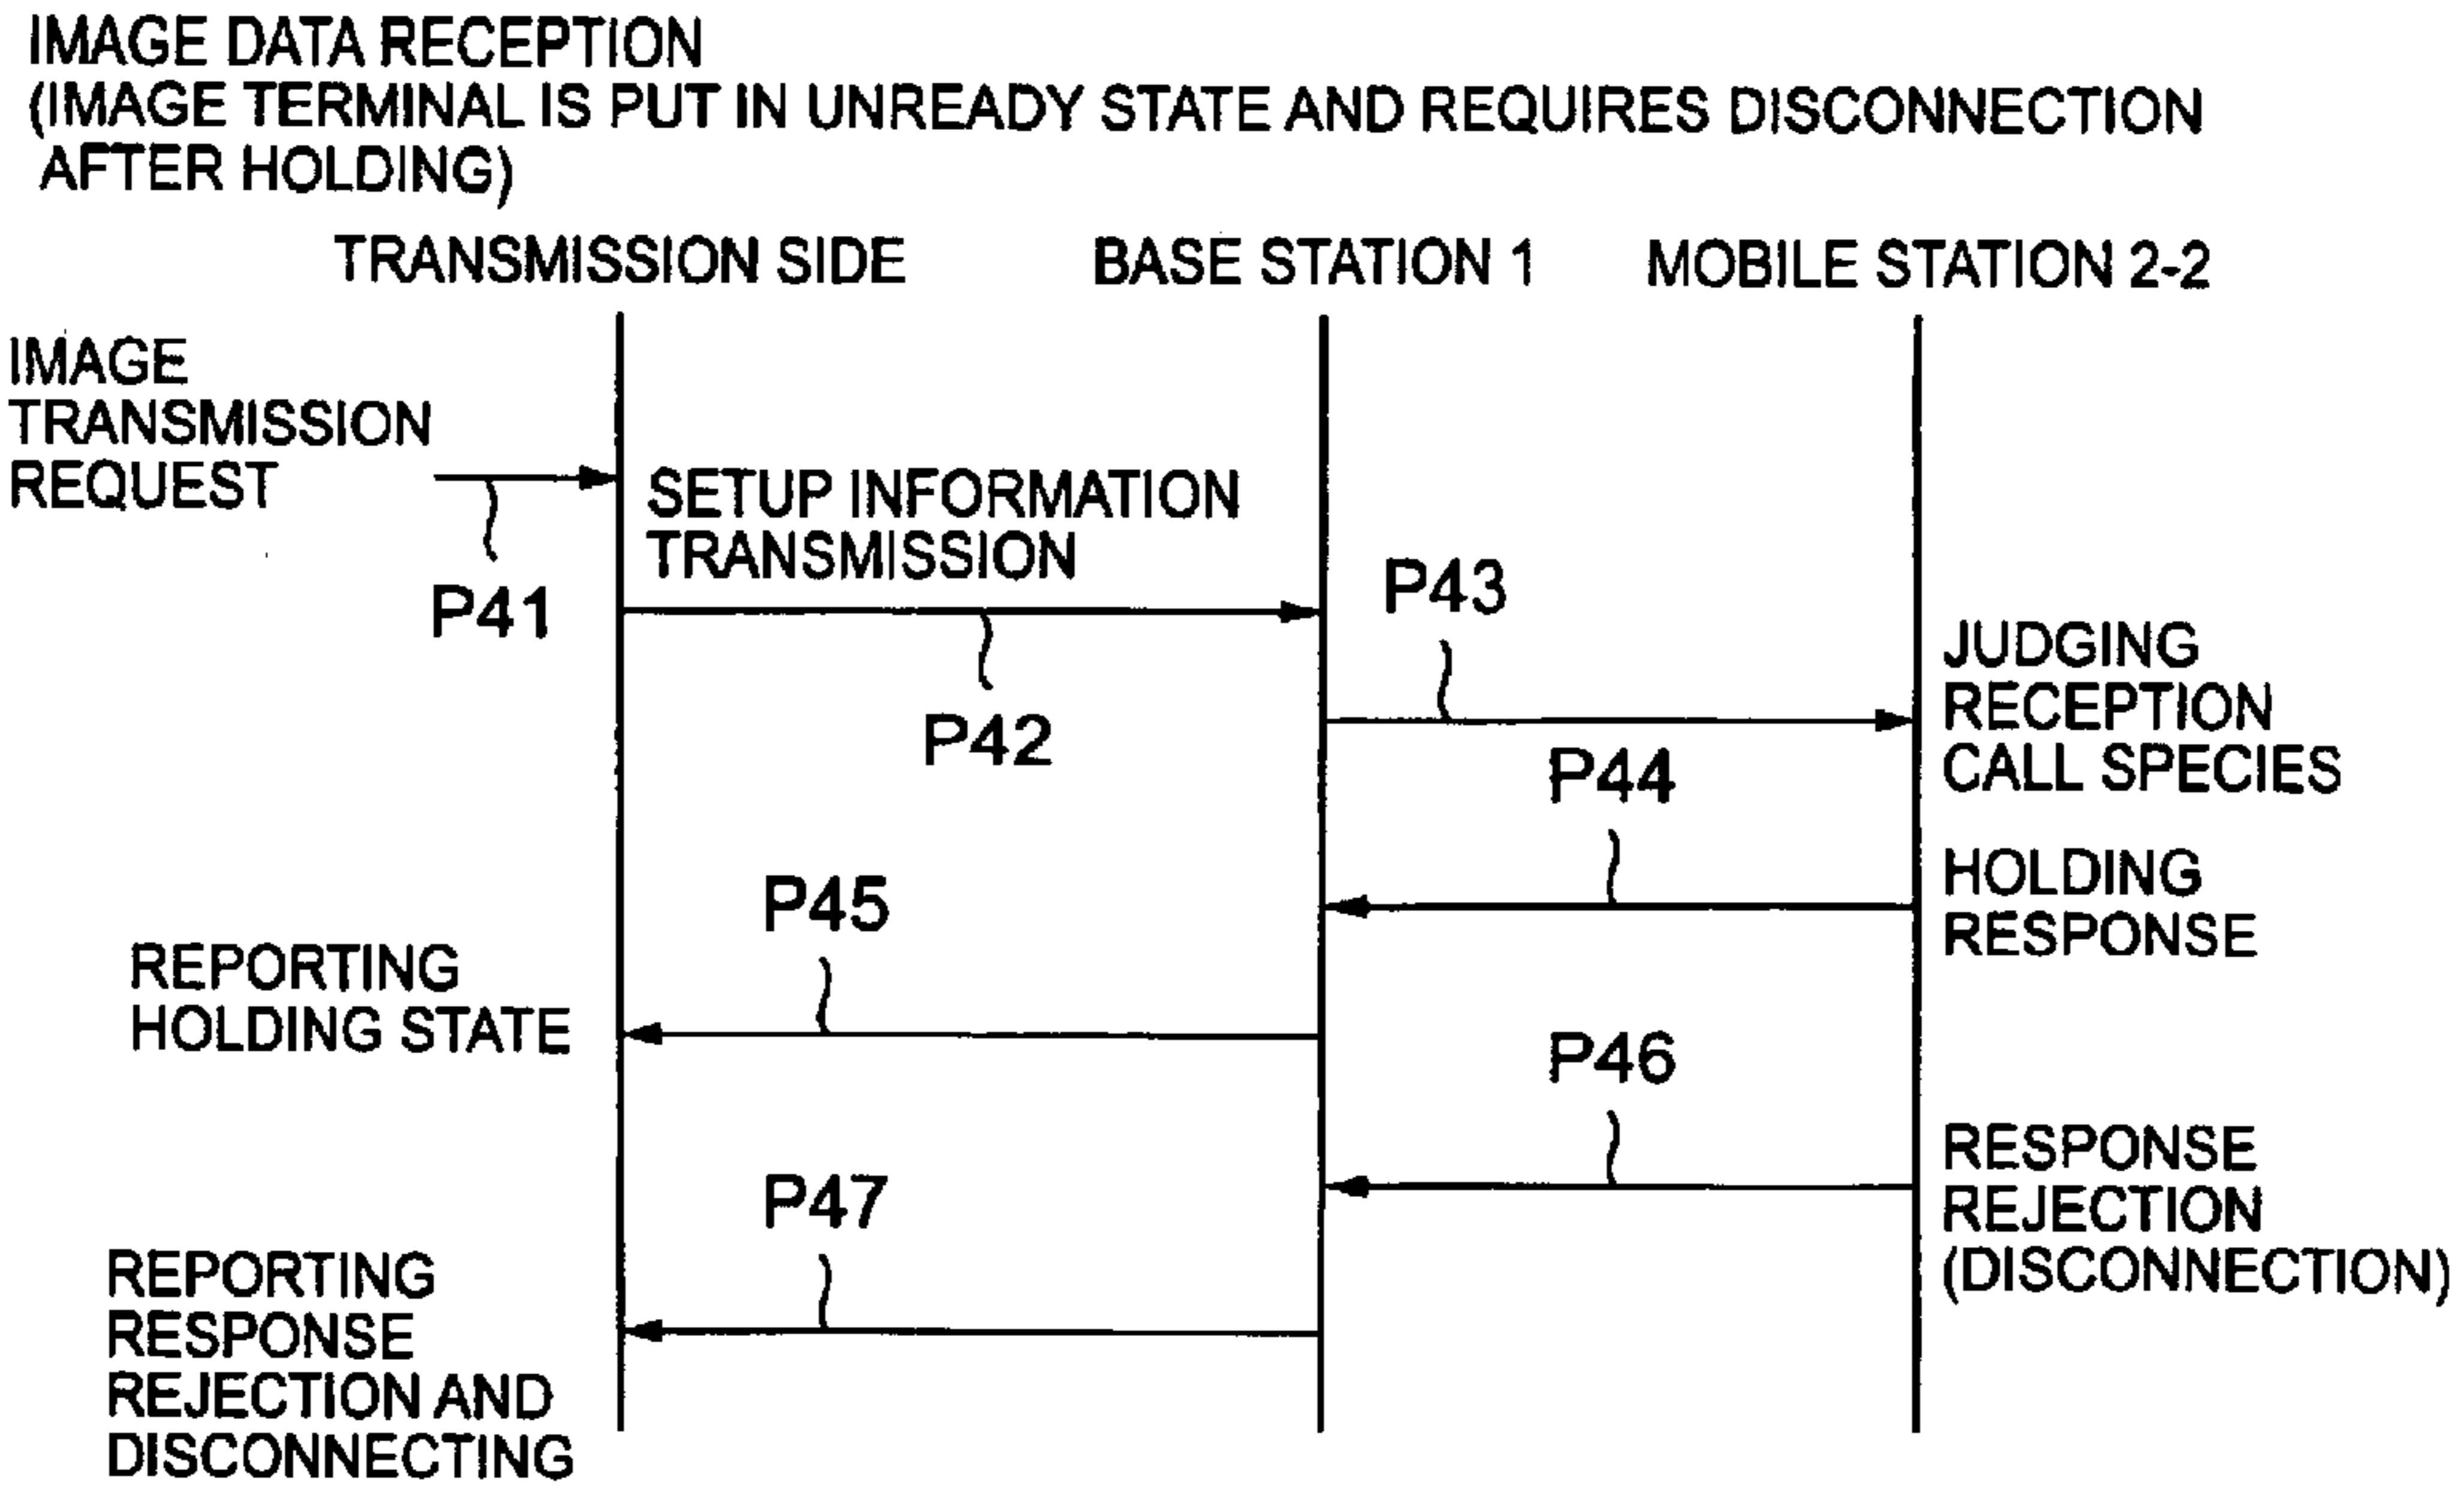 IMAGE DATA RECEPTION
(IMAGE TERMINAL IS PUT IN UNREADY STATE AND REQUIRES DISCONNECTION
AFTER HOLDING)
TRANSMISSION SIDE
BASE STATION 1
MOBILE STATION 2-2
IMAGE
TRANSMISSION
REQUEST
P41
SETUP INFORMATION
TRANSMISSION
P42
P43
JUDGING
RECEPTION
CALL SPECIES
P44
HOLDING
RESPONSE
P45
REPORTING
HOLDING STATE
P46
RESPONSE
REJECTION
(DISCONNECTION)
P47
REPORTING
RESPONSE
REJECTION AND
DISCONNECTING